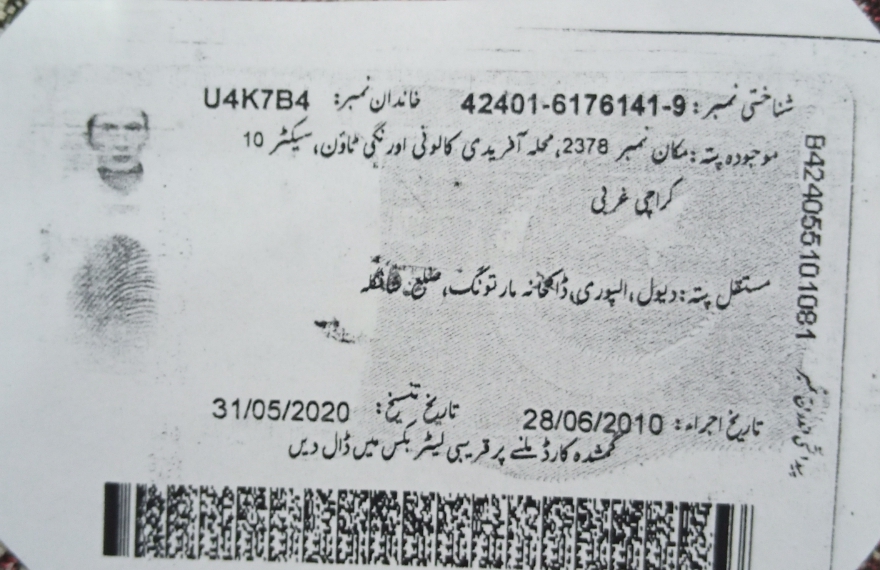 شناختی نمبر: 42401-6176141-9 خاندان نمبر: U4K7B4
موجودہ پتہ: مکان نمبر 2378، محلہ آفریدی کالونی اورنگی ٹاؤن، سیکٹر 10
کراچی غربی
مستقل پتہ: دیول، الپوری، ڈاکخانہ مارتونگ، ضلع شانگلہ
تاریخ اجراء: 28/06/2010 تاریخ تنسیخ: 31/05/2020
گمشدہ کارڈ ملنے پر قریبی لیٹر بکس میں ڈال دیں
B424055101081